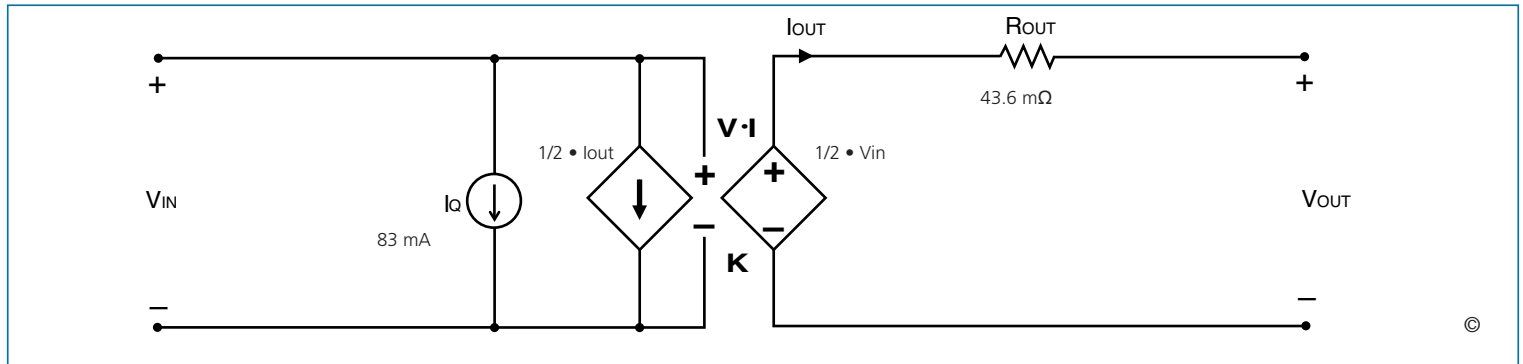 IOUT
ROUT
+
+
43.6 mΩ
V·I
1/2 • Iout
+
+
1/2 • Vin
VIN
IQ
VOUT
83 mA
–
–
K
–
–
©